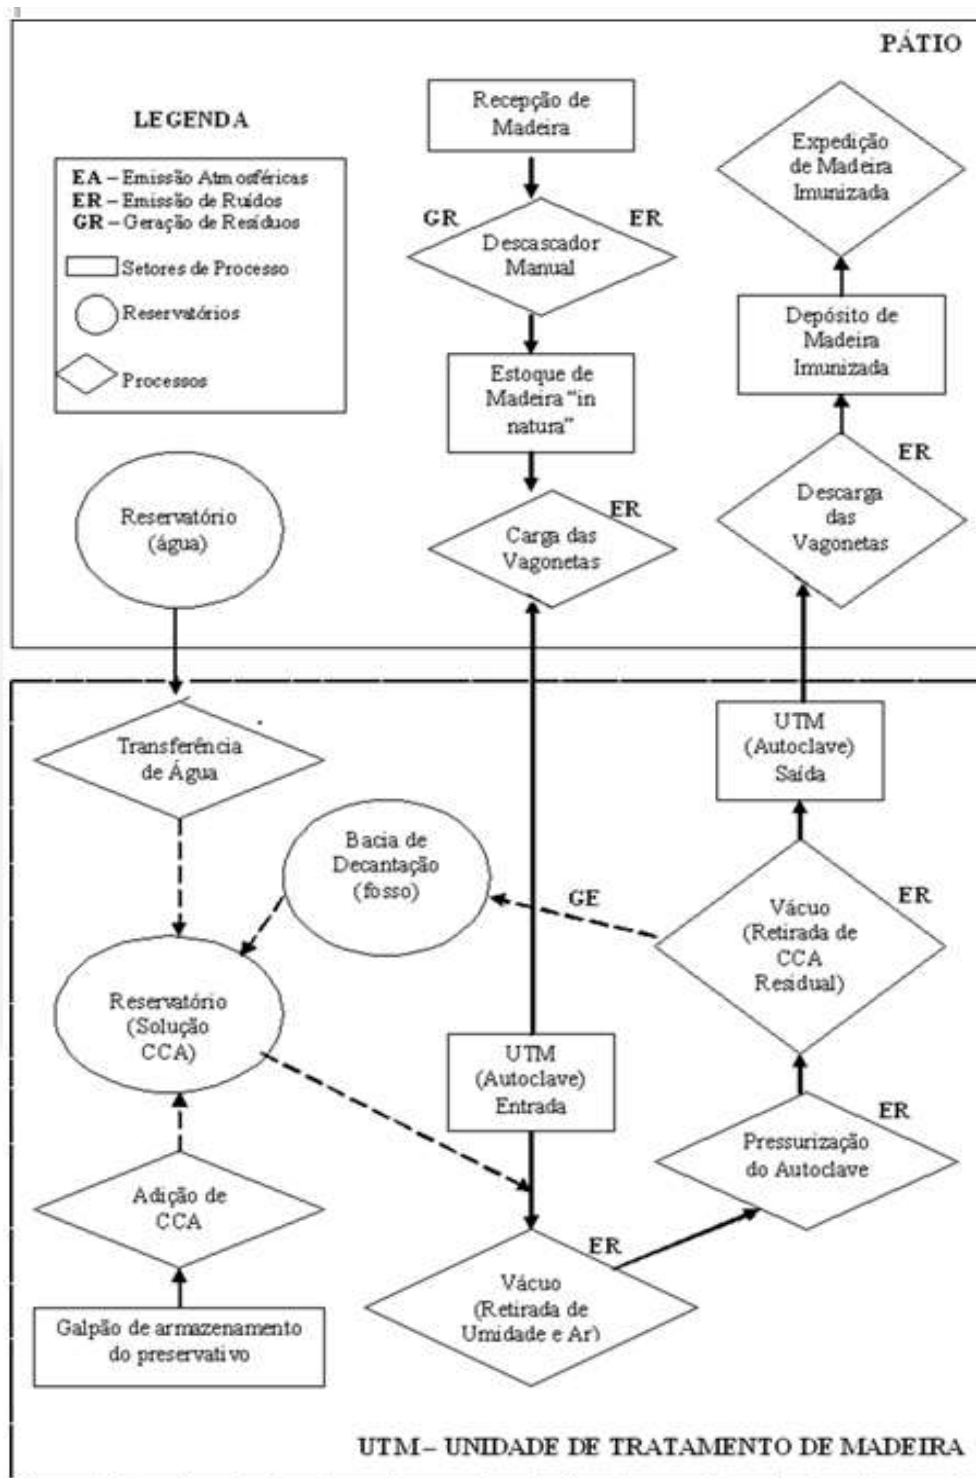 PÁTIO
LEGENDA
EA – Emissão Atmosféricas
ER – Emissão de Ruídos
GR – Geração de Resíduos
Setores de Processo
Reservatórios
Processos
Recepção de
Madeira
GR
ER
Descascador
Manual
Estoque de
Madeira “in
natura”
ER
Carga das
Vagonetas
Expedição
de Madeira
Imunizada
Depósito de
Madeira
Imunizada
ER
Descarga
das
Vagonetas
Reservatório
(água)
Transferência
de Água
Bacia de
Decantação
(fosso)
GE
UTM
(Autoclave)
Saída
Vácuo
(Retirada de
CCA
Residual)
ER
Reservatório
(Solução
CCA)
UTM
(Autoclave)
Entrada
ER
Pressurização
do Autoclave
Adição de
CCA
ER
Vácuo
(Retirada de
Umidade e Ar)
Galpão de armazenamento
do preservativo
UTM – UNIDADE DE TRATAMENTO DE MADEIRA